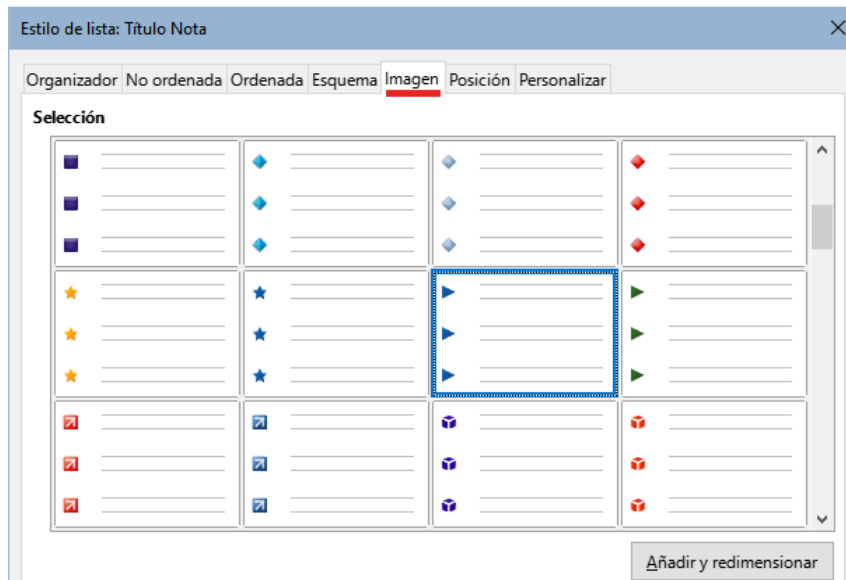 Estilo de lista: Título Nota
Organizador No ordenada Ordenada Esquema Imagen Posición Personalizar
Selección
Añadir y redimensionar